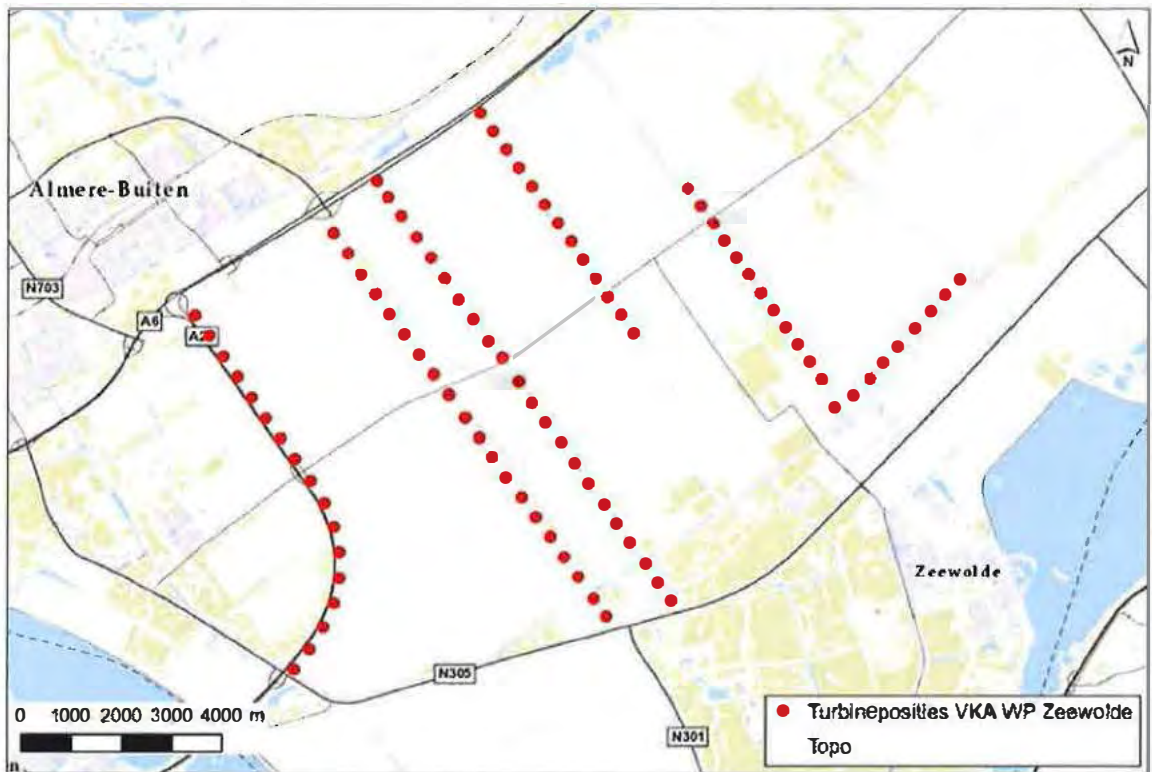 N
Almere-Buiten
N703
A6
Zeewolde
N305
0 1000 2000 3000 4000 m
N301
Turbineposities VKA WP Zeewolde
Topo